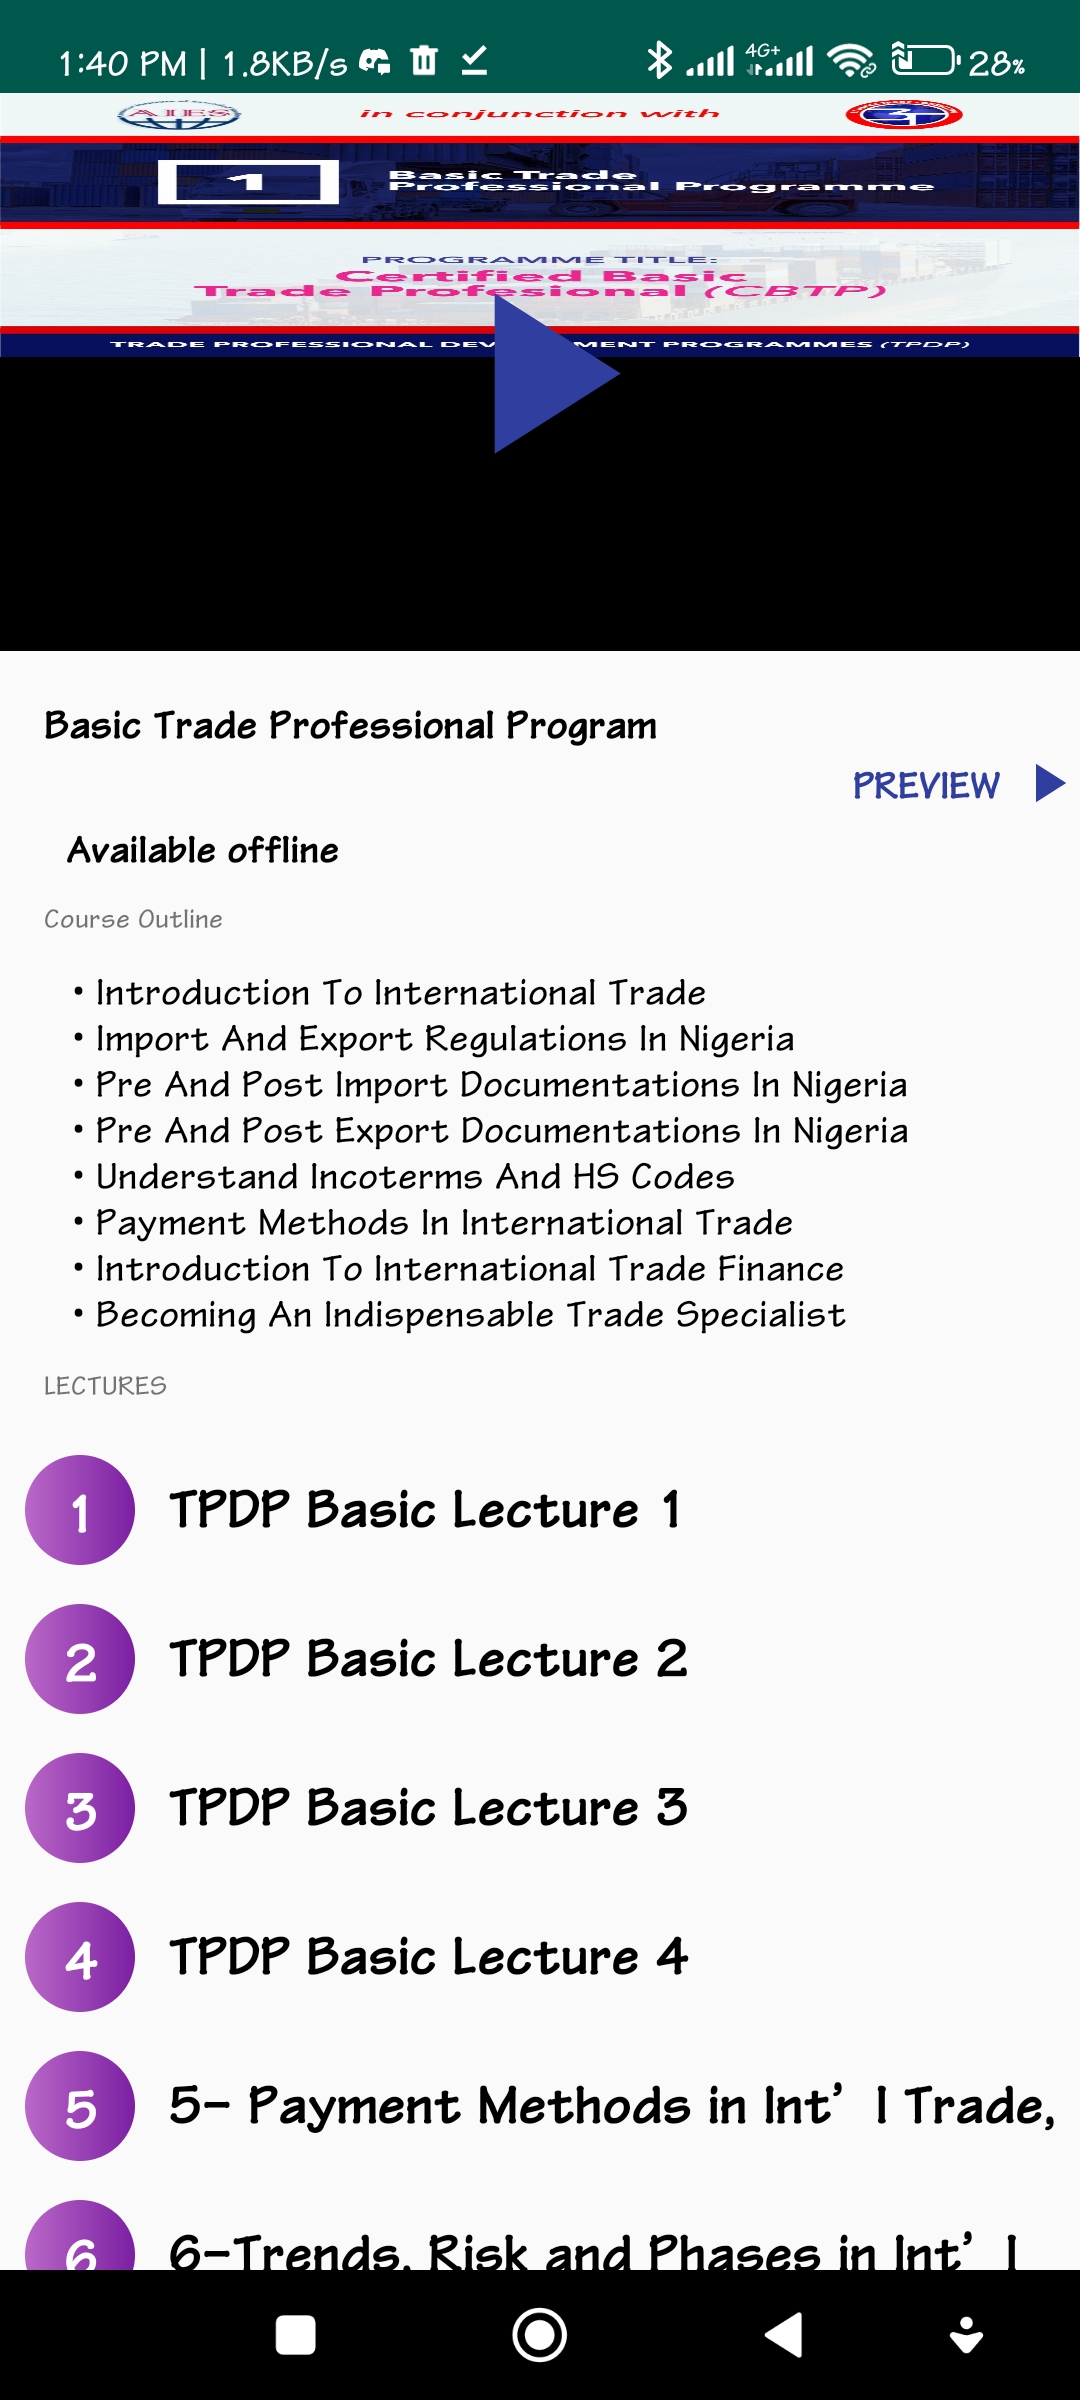 1:40 PM | 1.8KB/s 4G+ 28%
AIFS in conjunction with
1 Basic Trade
Professional Programme
PROGRAMME TITLE:
Certified Basic
Trade Profesional (CBTP)
TRADE PROFESSIONAL DEV MENT PROGRAMMES (TPDP)
Basic Trade Professional Program
PREVIEW
Available offline
Course Outline
• Introduction To International Trade
• Import And Export Regulations In Nigeria
• Pre And Post Import Documentations In Nigeria
• Pre And Post Export Documentations In Nigeria
• Understand Incoterms And HS Codes
• Payment Methods In International Trade
• Introduction To International Trade Finance
• Becoming An Indispensable Trade Specialist
LECTURES
1 TPDP Basic Lecture 1
2 TPDP Basic Lecture 2
3 TPDP Basic Lecture 3
4 TPDP Basic Lecture 4
5 5- Payment Methods in Int’l Trade,
6 6-Trends, Risk and Phases in Int’l